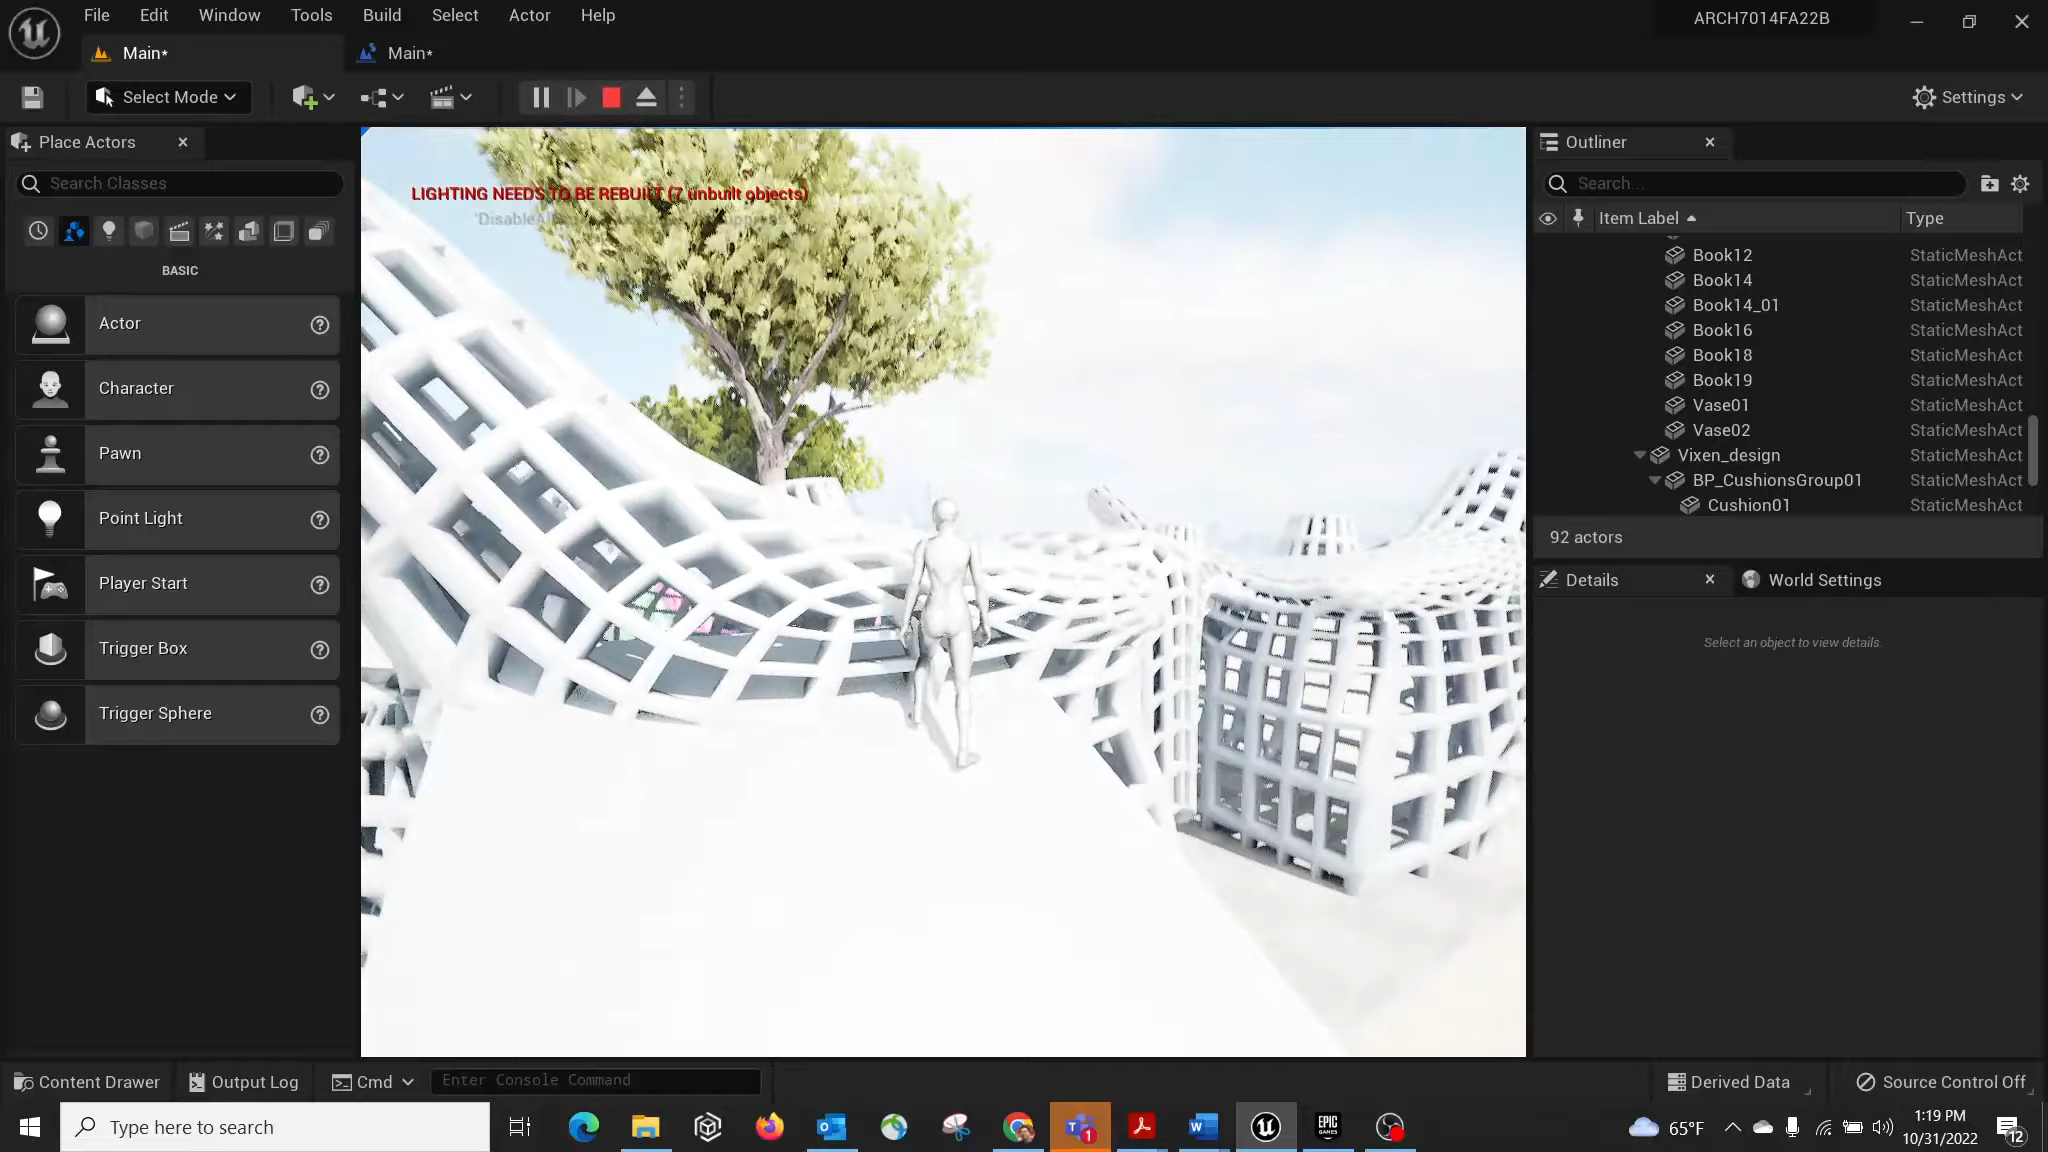 File Edit Window Tools Build Select Actor Help
ARCH7014FA22B
Main*
Main*
Select Mode
Settings
Place Actors
Search Classes
BASIC
Actor
Character
Pawn
Point Light
Player Start
Trigger Box
Trigger Sphere
LIGHTING NEEDS TO BE REBUILT (7 unbuilt objects)
Outliner
Search...
Item Label
Type
Book12 StaticMeshAct
Book14 StaticMeshAct
Book14_01 StaticMeshAct
Book16 StaticMeshAct
Book18 StaticMeshAct
Book19 StaticMeshAct
Vase01 StaticMeshAct
Vase02 StaticMeshAct
Vixen_design StaticMeshAct
BP_CushionsGroup01 StaticMeshAct
Cushion01 StaticMeshAct
92 actors
Details
World Settings
Select an object to view details.
Content Drawer
Output Log
Cmd
Enter Console Command
Derived Data
Source Control Off
Type here to search
EPIC GAMES
65°F
1:19 PM
10/31/2022
12